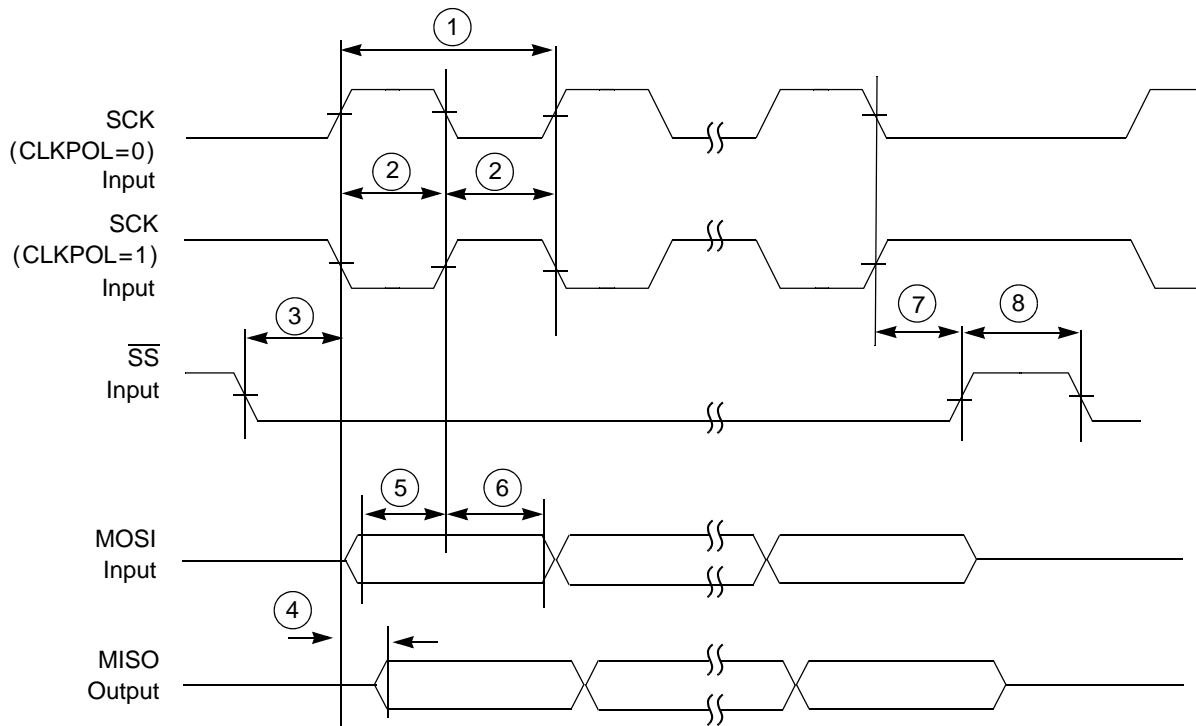 1
SCK
(CLKPOL=0)
Input
2
2
SCK
(CLKPOL=1)
Input
3
7
8
SS
Input
5
6
MOSI
Input
4
MISO
Output